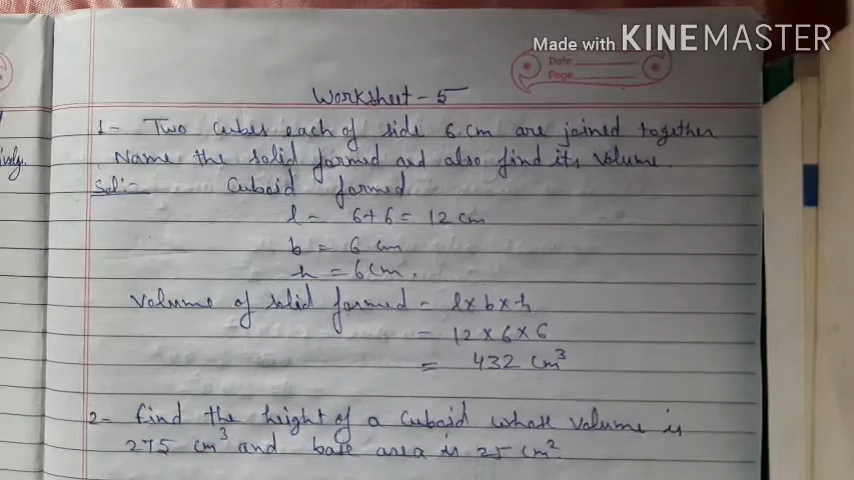 Made with KINEMASTER
Date
Page
Worksheet - 5
1- Two cubes each of side 6 cm are joined together
Name the solid formed and also find its volume.
ively.
Sol:- Cuboid formed
l = 6+6 = 12 cm
b = 6 cm
h = 6 cm.
Volume of solid formed = l×b×h
= 12×6×6
= 432 cm³
2- find the height of a cuboid whose volume is
275 cm³ and base area is 25 cm²